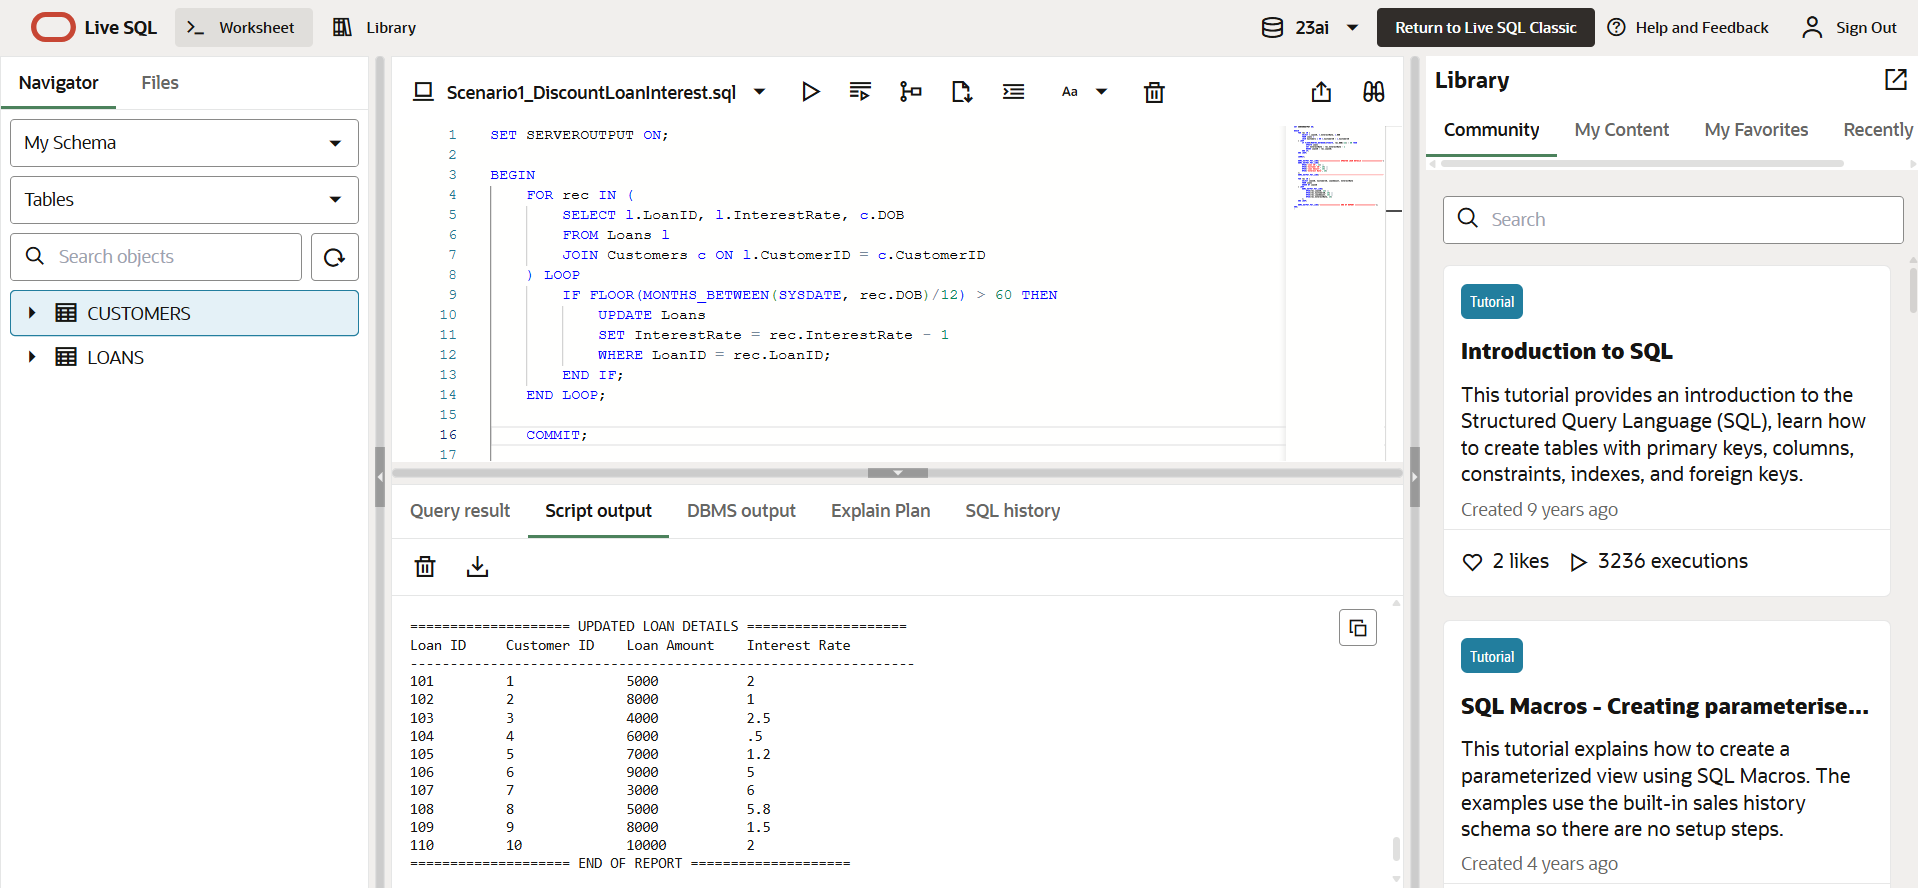 Live SQL
Worksheet
Library
23ai
Return to Live SQL Classic
Help and Feedback
Sign Out
Navigator
Files
My Schema
Tables
Search objects
CUSTOMERS
LOANS
Scenario1_DiscountLoanInterest.sql
Aa
1 SET SERVEROUTPUT ON;
2
3 BEGIN
4 FOR rec IN (
5 SELECT l.LoanID, l.InterestRate, c.DOB
6 FROM Loans l
7 JOIN Customers c ON l.CustomerID = c.CustomerID
8 ) LOOP
9 IF FLOOR(MONTHS_BETWEEN(SYSDATE, rec.DOB)/12) > 60 THEN
10 UPDATE Loans
11 SET InterestRate = rec.InterestRate - 1
12 WHERE LoanID = rec.LoanID;
13 END IF;
14 END LOOP;
15
16 COMMIT;
17
Query result
Script output
DBMS output
Explain Plan
SQL history
==================== UPDATED LOAN DETAILS ====================
Loan ID Customer ID Loan Amount Interest Rate
---------------------------------------------------------------
101 1 5000 2
102 2 8000 1
103 3 4000 2.5
104 4 6000 .5
105 5 7000 1.2
106 6 9000 5
107 7 3000 6
108 8 5000 5.8
109 9 8000 1.5
110 10 10000 2
==================== END OF REPORT ====================
Library
Community
My Content
My Favorites
Recently
Search
Tutorial
Introduction to SQL
This tutorial provides an introduction to the
Structured Query Language (SQL), learn how
to create tables with primary keys, columns,
constraints, indexes, and foreign keys.
Created 9 years ago
2 likes
3236 executions
Tutorial
SQL Macros - Creating parameterise...
This tutorial explains how to create a
parameterized view using SQL Macros. The
examples use the built-in sales history
schema so there are no setup steps.
Created 4 years ago